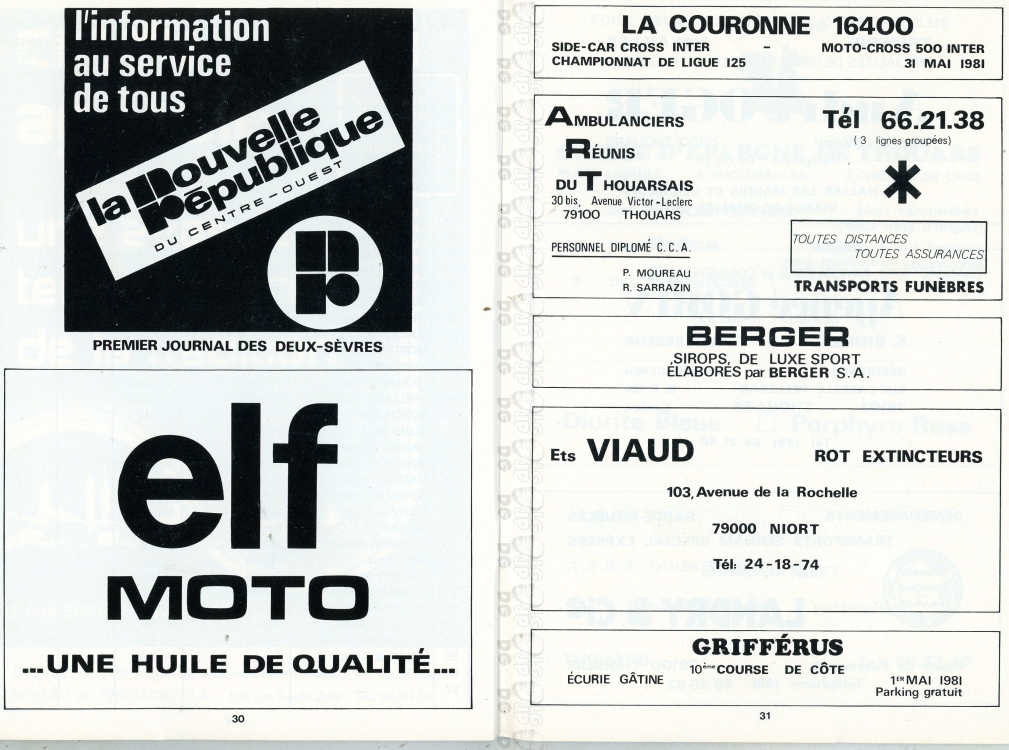 l'information
au service
de tous
la nouvelle
république
DU CENTRE-OUEST
nr
PREMIER JOURNAL DES DEUX-SÈVRES
elf
MOTO
...UNE HUILE DE QUALITÉ...
30
LA COURONNE 16400
SIDE-CAR CROSS INTER - MOTO-CROSS 500 INTER
CHAMPIONNAT DE LIGUE 125 31 MAI 1981
AMBULANCIERS
RÉUNIS
DU THOUARSAIS
30 bis, Avenue Victor-Leclerc
79100 THOUARS
PERSONNEL DIPLOMÉ C.C.A.
P. MOUREAU
R. SARRAZIN
Tél 66.21.38
(3 lignes groupées)
TOUTES DISTANCES
TOUTES ASSURANCES
TRANSPORTS FUNÈBRES
BERGER
SIROPS, DE LUXE SPORT
ÉLABORÉS par BERGER S.A.
Ets VIAUD ROT EXTINCTEURS
103, Avenue de la Rochelle
79000 NIORT
Tél: 24-18-74
GRIFFÉRUS
10ème COURSE DE CÔTE
ÉCURIE GÂTINE 1ER MAI 1981
Parking gratuit
31